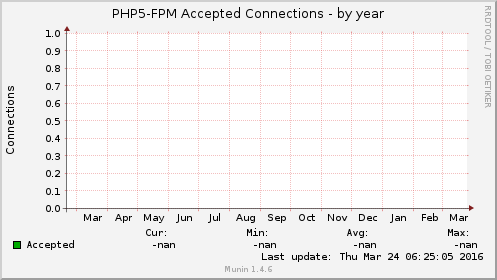 PHP5-FPM Accepted Connections - by year
RRDTOOL / TOBI OETIKER
Connections
1.0
0.9
0.8
0.7
0.6
0.5
0.4
0.3
0.2
0.1
0.0
Mar Apr May Jun Jul Aug Sep Oct Nov Dec Jan Feb Mar
Cur: Min: Avg: Max:
Accepted -nan -nan -nan -nan
Last update: Thu Mar 24 06:25:05 2016
Munin 1.4.6